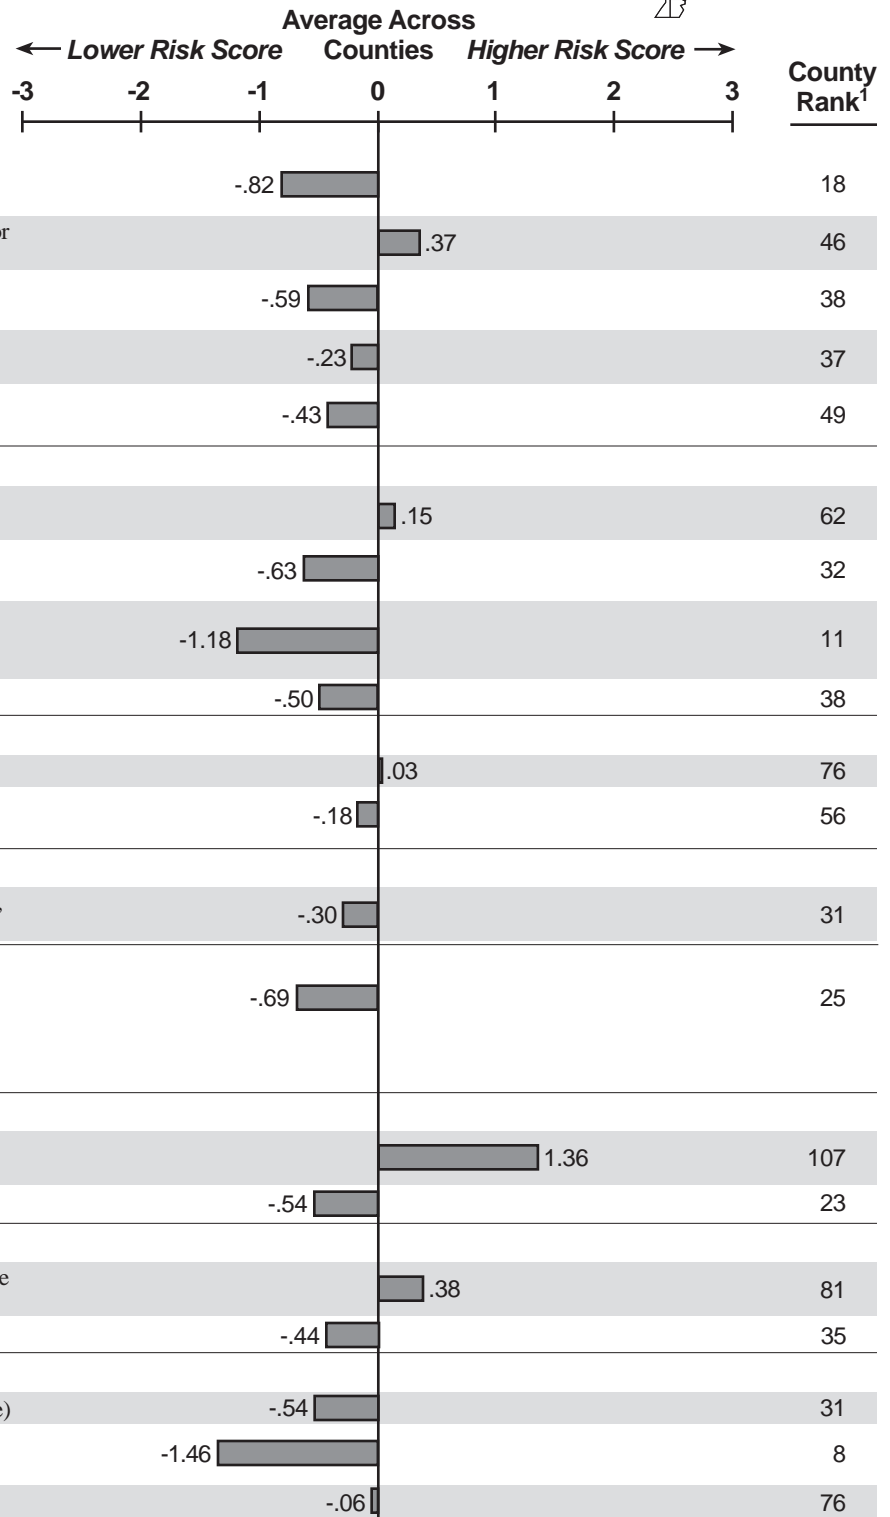 Average Across
← Lower Risk Score Counties Higher Risk Score →
County
Rank¹
-3 -2 -1 0 1 2 3
-.82 18
or
.37 46
-.59 38
-.23 37
-.43 49
.15 62
-.63 32
-1.18 11
-.50 38
.03 76
-.18 56
, -.30 31
-.69 25
1.36 107
-.54 23
e
.38 81
-.44 35
e) -.54 31
-1.46 8
-.06 76